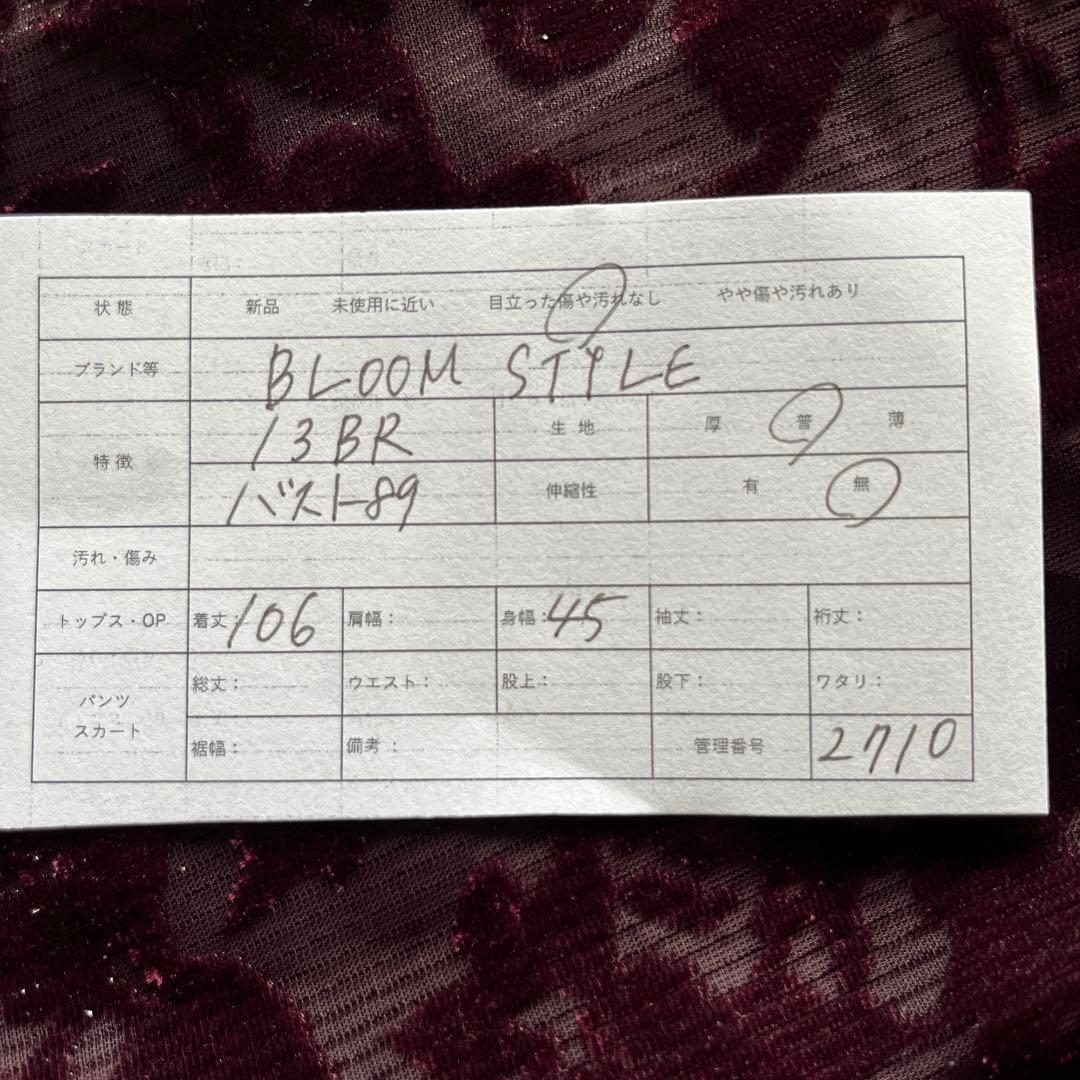 状態 新品 未使用に近い 目立った傷や汚れなし やや傷や汚れあり
ブランド等 BLOOM STYLE
特徴 13BR 生地 厚 普 薄
バスト89 伸縮性 有 無
汚れ・傷み
トップス・OP 着丈:106 肩幅: 身幅:45 袖丈: 裄丈:
パンツ スカート 総丈: ウエスト: 股上: 股下: ワタリ:
裾幅: 備考: 管理番号 2710